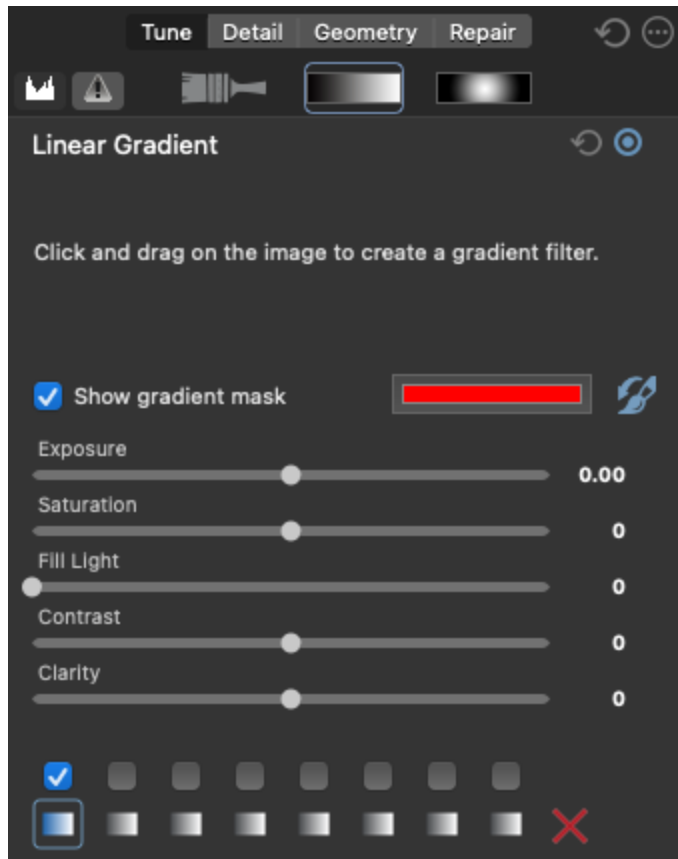 Tune Detail Geometry Repair
Linear Gradient
Click and drag on the image to create a gradient filter.
Show gradient mask
Exposure
0.00
Saturation
0
Fill Light
0
Contrast
0
Clarity
0